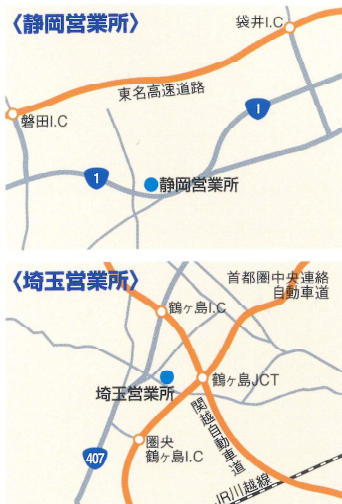 〈静岡営業所〉
袋井I.C
東名高速道路
磐田I.C
1
1
静岡営業所
〈埼玉営業所〉
首都圏中央連絡
自動車道
鶴ヶ島I.C
鶴ヶ島JCT
埼玉営業所
関越自動車道
圏央
鶴ヶ島I.C
407
JR川越線